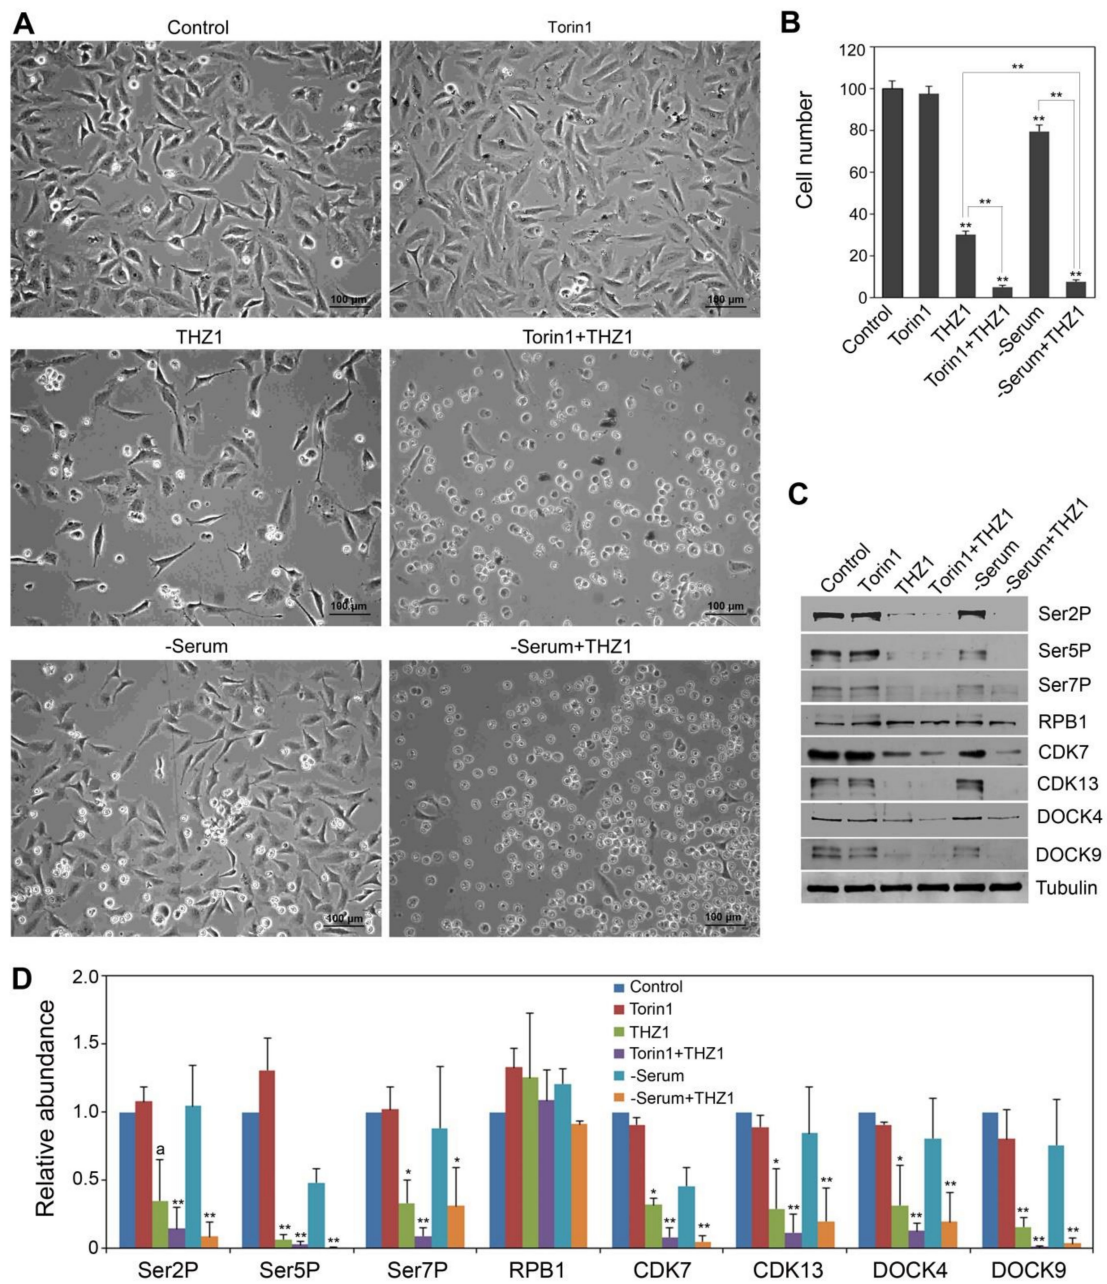 A
Control
Torin1
100 µm
100 µm
THZ1
Torin1+THZ1
100 µm
100 µm
-Serum
-Serum+THZ1
100 µm
100 µm
B
Cell number
120
100
80
60
40
20
0
**
**
**
**
**
**
**
**
Control
Torin1
THZ1
Torin1+THZ1
-Serum
-Serum+THZ1
C
Control
Torin1
THZ1
Torin1+THZ1
-Serum
-Serum+THZ1
Ser2P
Ser5P
Ser7P
RPB1
CDK7
CDK13
DOCK4
DOCK9
Tubulin
D
Relative abundance
2.0
1.5
1.0
0.5
0
Control
Torin1
THZ1
Torin1+THZ1
-Serum
-Serum+THZ1
a ** **
** ** **
* ** *
* ** **
* ** **
* ** **
** ** **
Ser2P Ser5P Ser7P RPB1 CDK7 CDK13 DOCK4 DOCK9